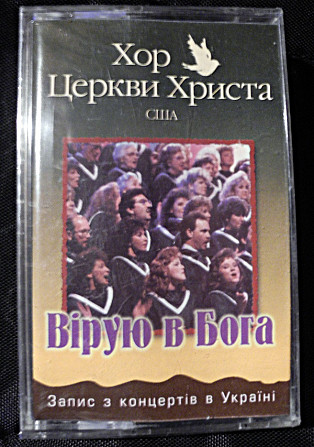 Хор
Церкви Христа
США
Вірую в Бога
Запис з концертів в Україні